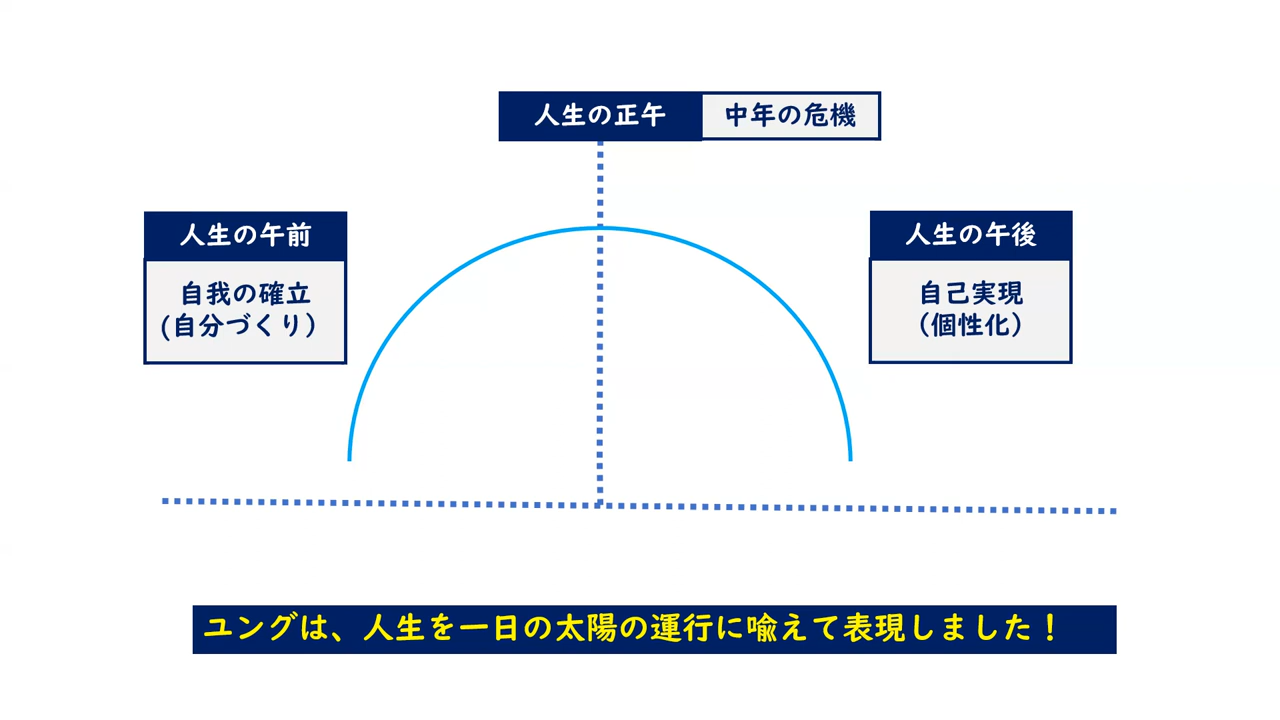 人生の正午
中年の危機
人生の午前
自我の確立
(自分づくり）
人生の午後
自己実現
（個性化）
ユングは、人生を一日の太陽の運行に喩えて表現しました！